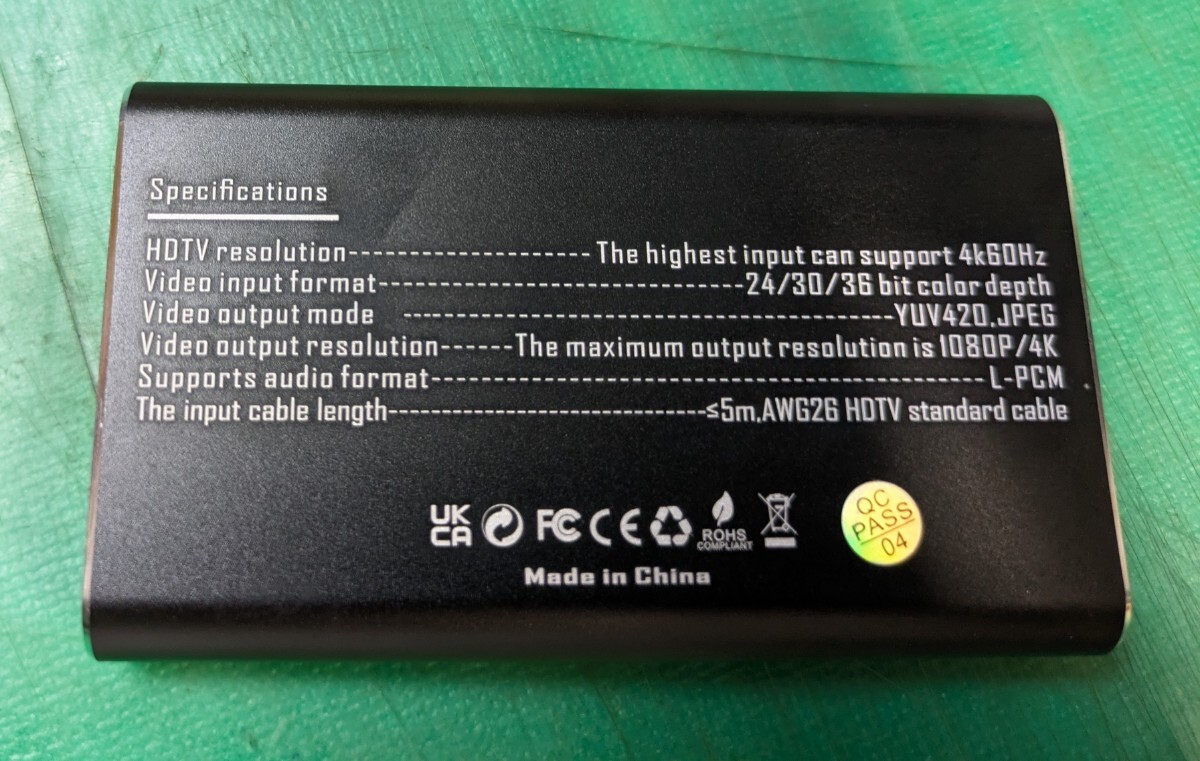 Specifications
HDTV resolution-------------------- The highest input can support 4k60Hz
Video input format------------------------------24/30/36 bit color depth
Video output mode ----------------------------------------YUV420.JPEG
Video output resolution------The maximum output resolution is 1080P/4K
Supports audio format--------------------------------------------- L-PCM
The input cable length--------------------------≤5m,AWG26 HDTV standard cable
UK
CA
FC CE
ROHS
COMPLIANT
QC
PASS
04
Made in China